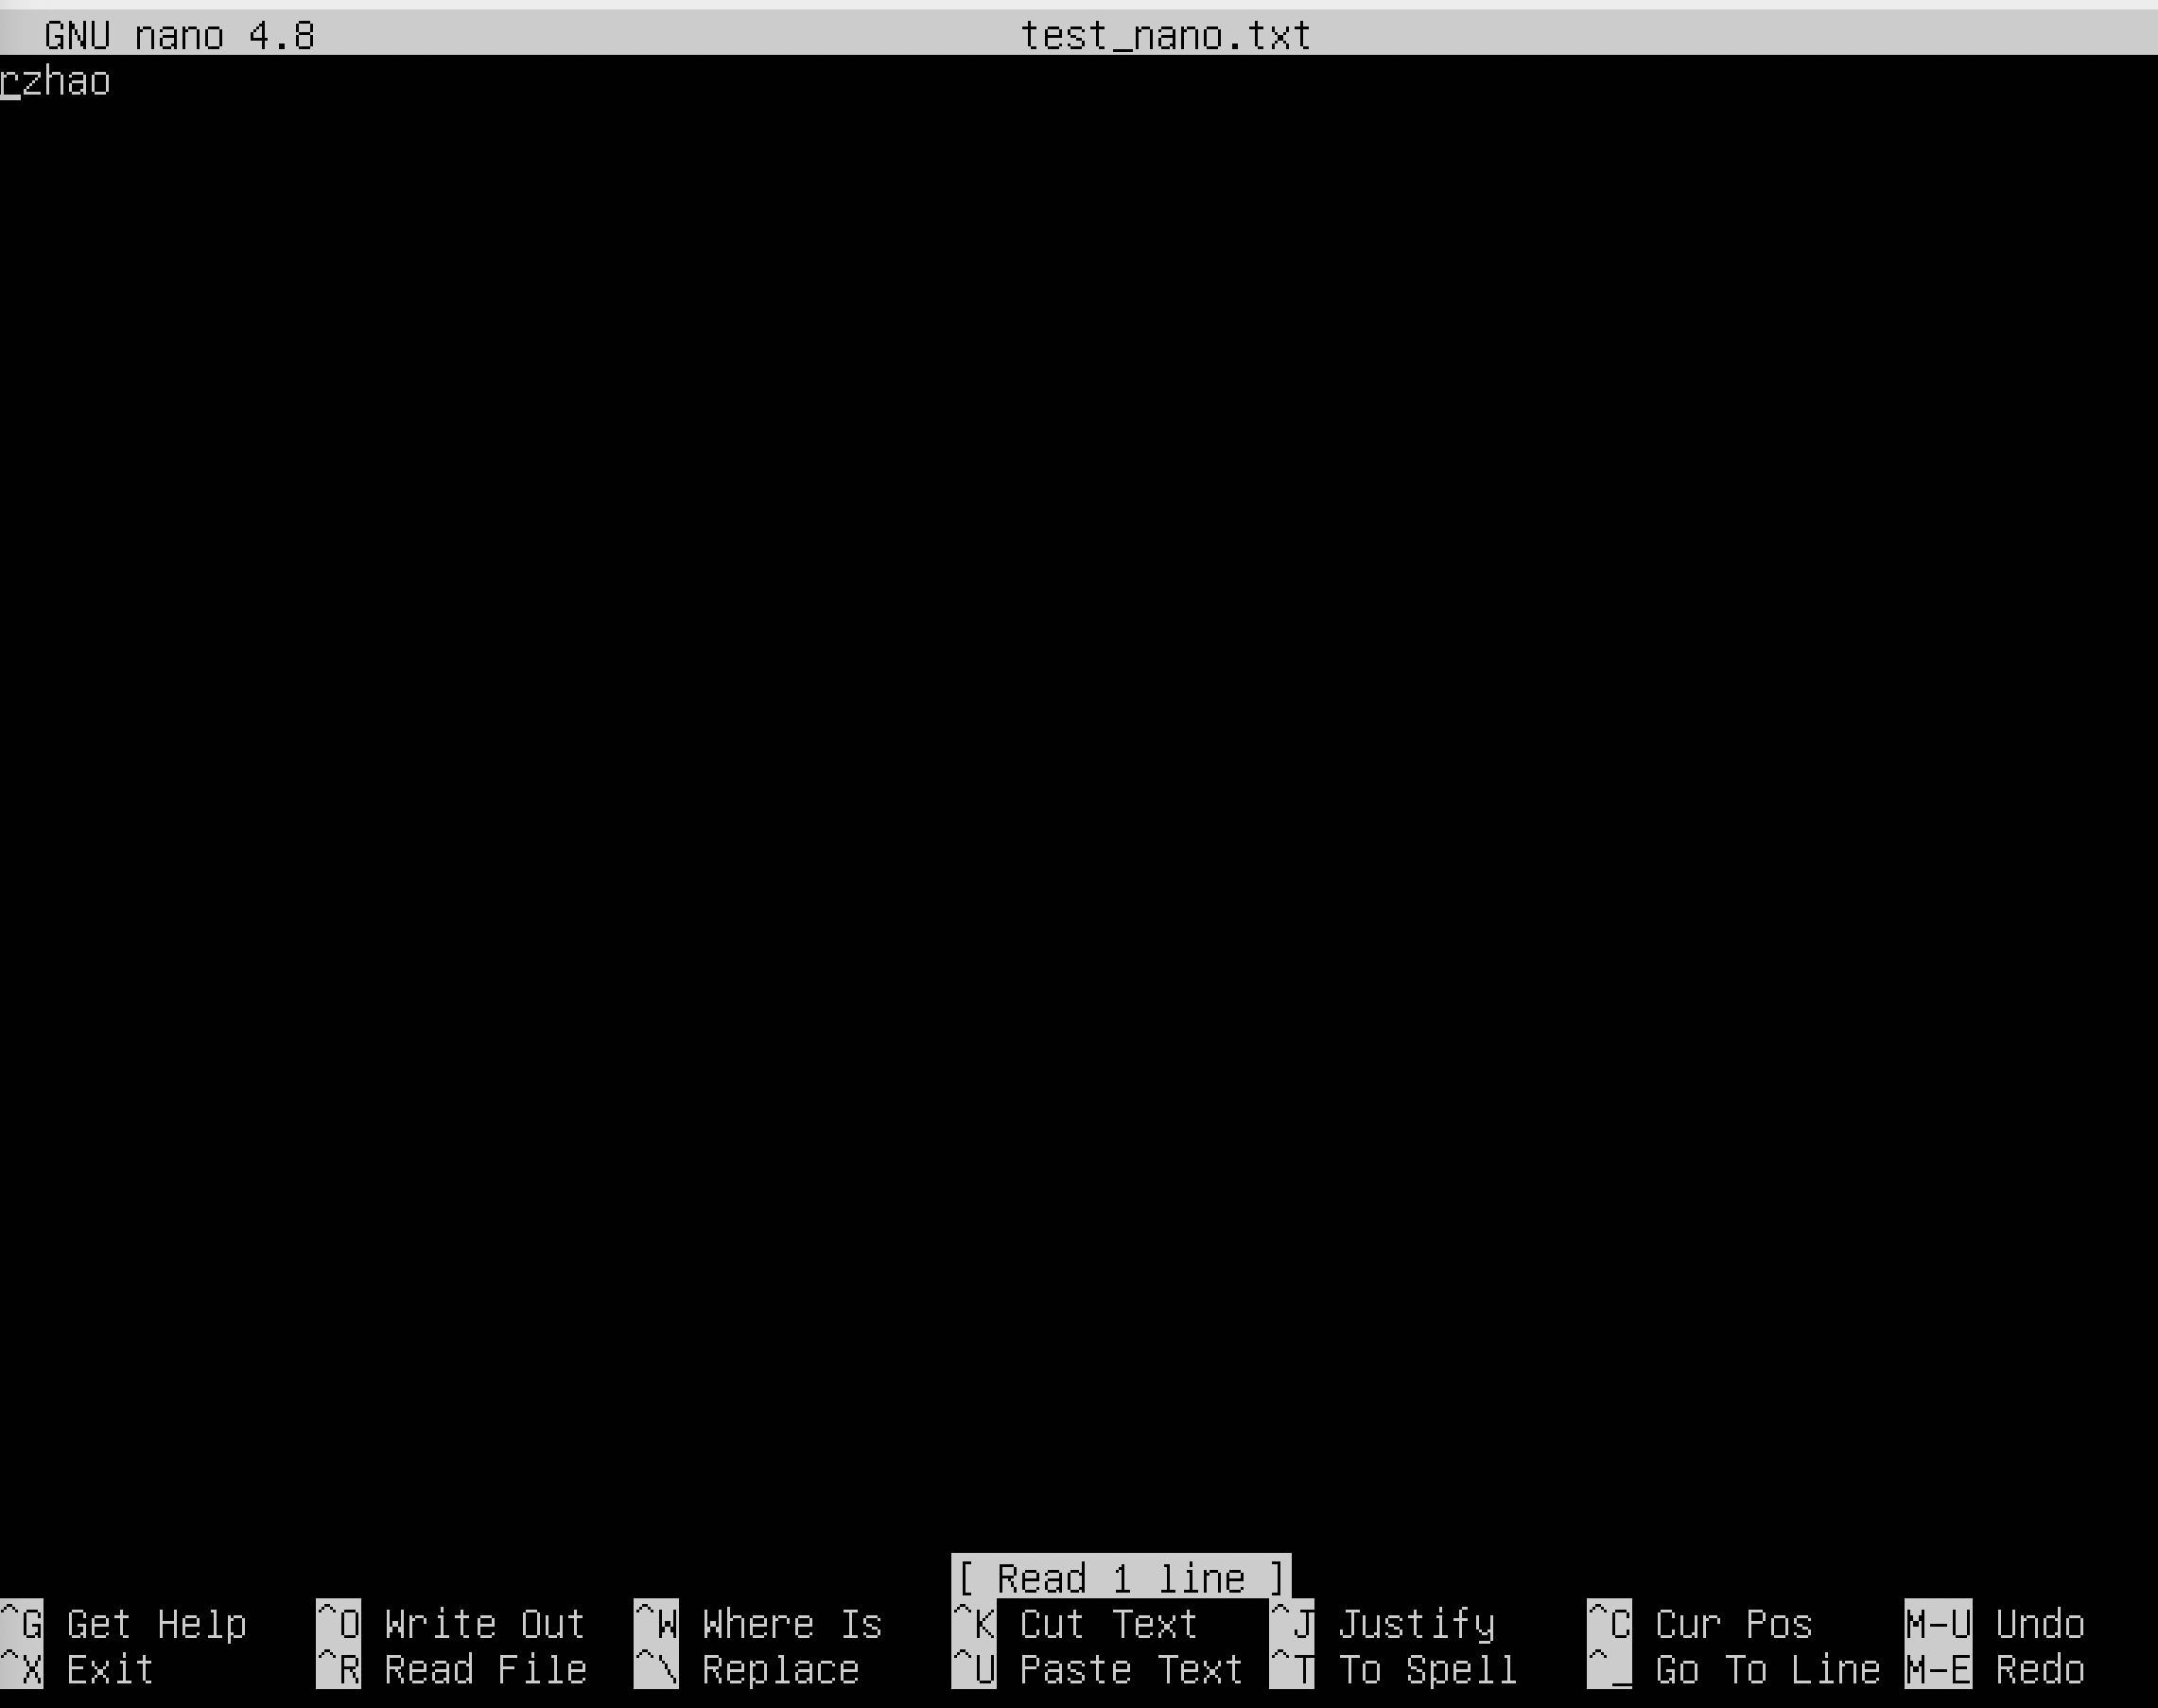 GNU nano 4.8 test_nano.txt
rzhao
[ Read 1 line ]
^G Get Help ^O Write Out ^W Where Is ^K Cut Text ^J Justify ^C Cur Pos M-U Undo
^X Exit ^R Read File ^\ Replace ^U Paste Text ^T To Spell ^_ Go To Line M-E Redo